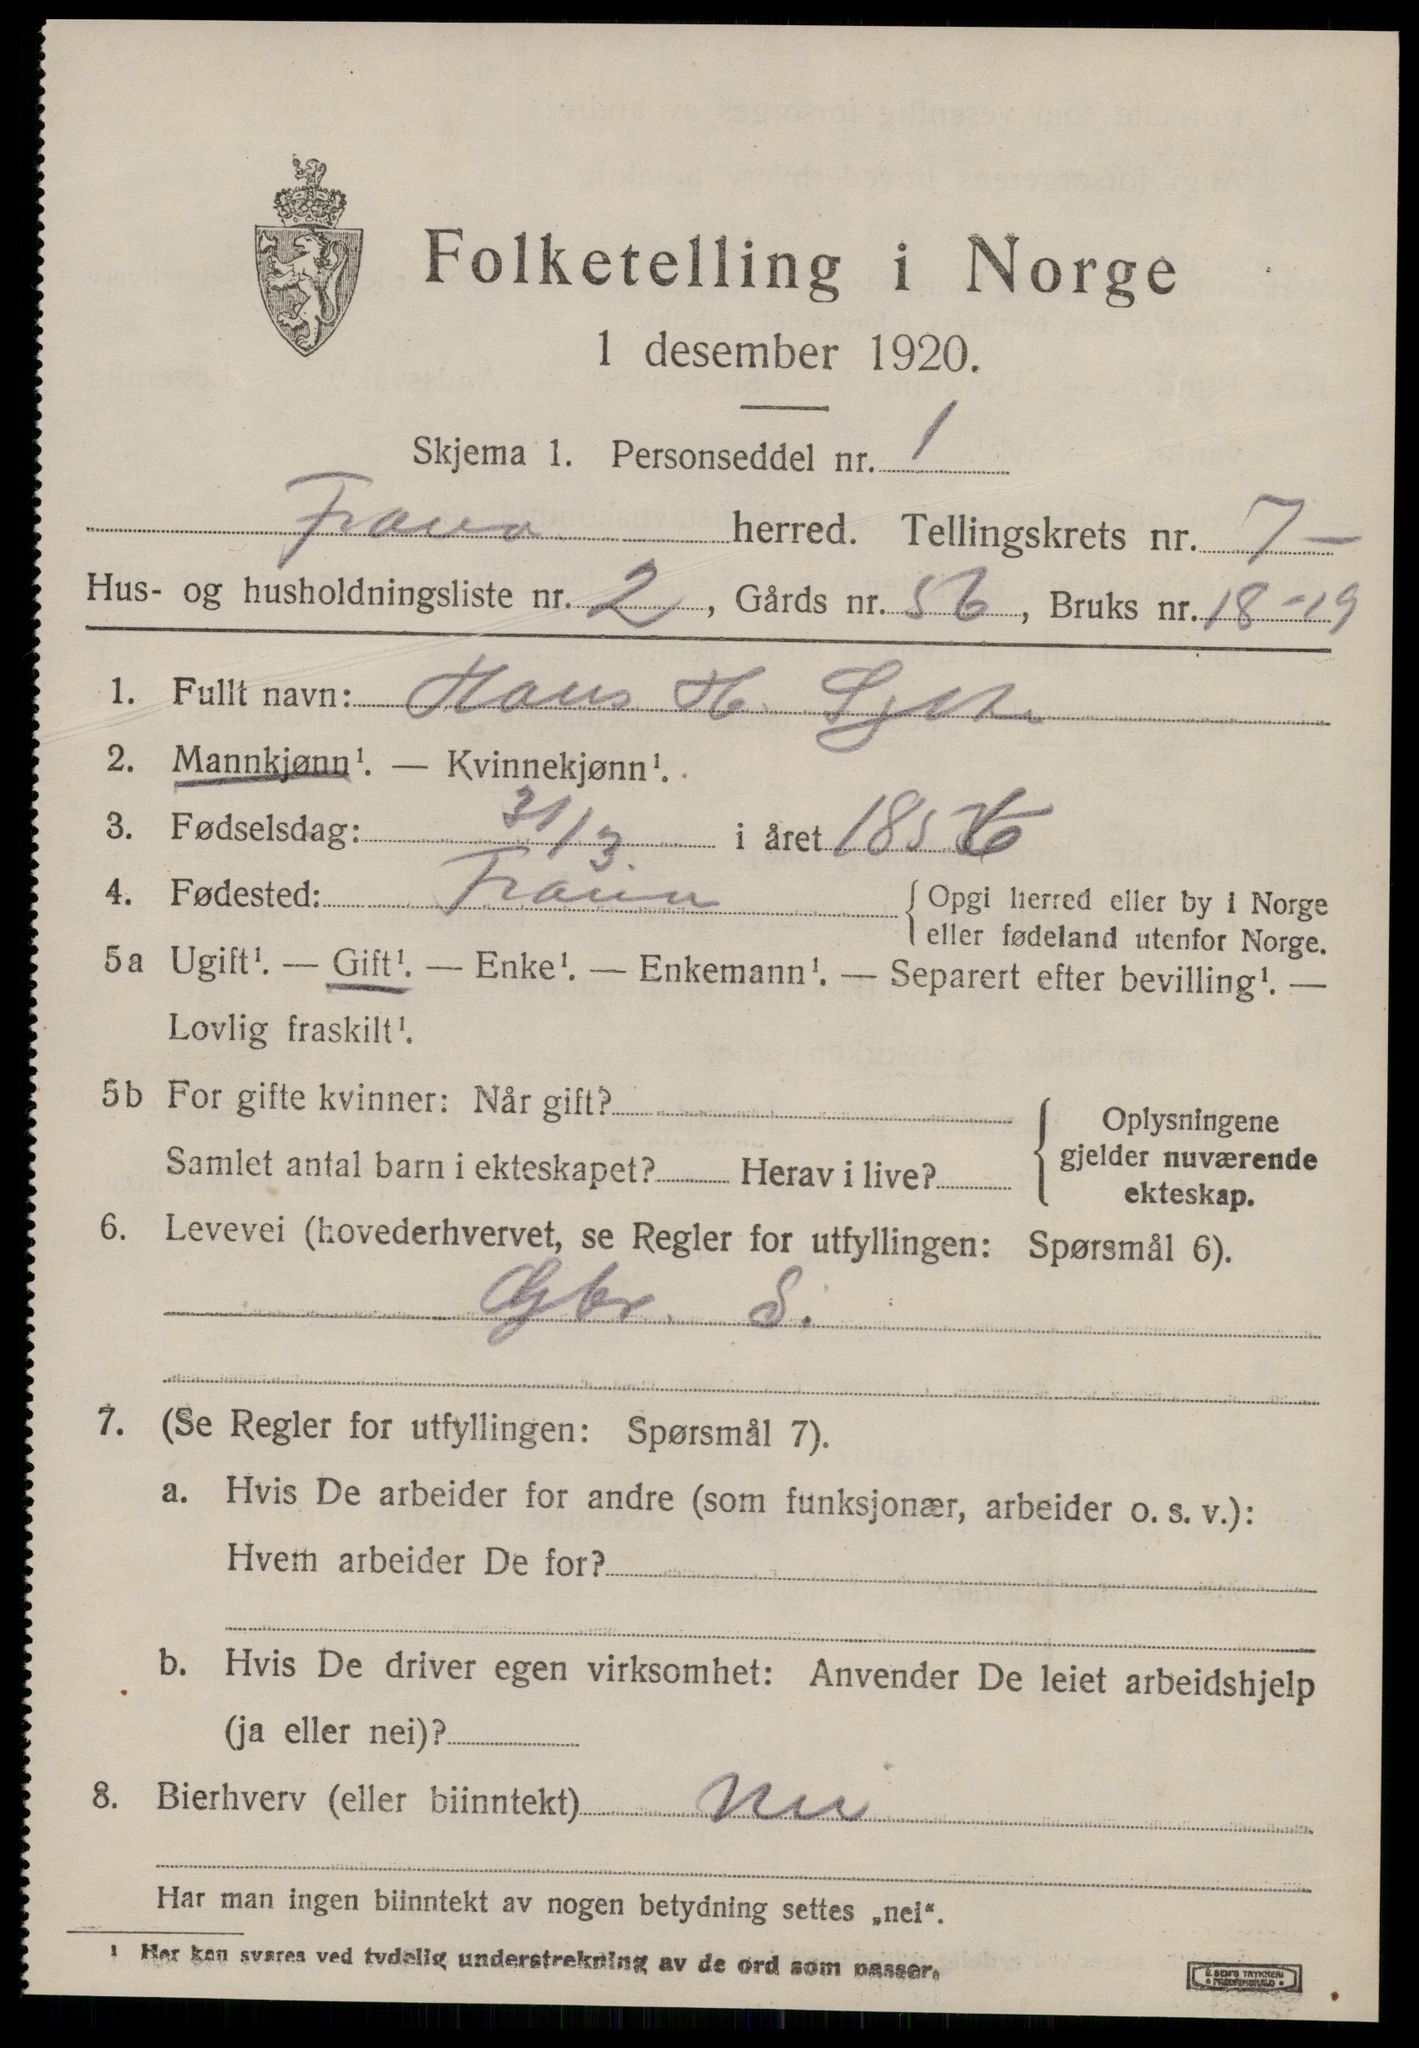 Folketelling i Norge
1 desember 1920.
Skjema 1. Personseddel nr. 1
Fræna herred. Tellingskrets nr. 7 —
Hus- og husholdningsliste nr. 2, Gårds nr. 56, Bruks nr. 18-19
1. Fullt navn: Hans H. Sylte
2. Mannkjønn¹. — Kvinnekjønn¹.
3. Fødselsdag: 31/3 i året 1856
4. Fødested: Fræna { Opgi herred eller by i Norge
eller fødeland utenfor Norge.
5a Ugift¹. — Gift¹. — Enke¹. — Enkemann¹. — Separert efter bevilling¹. —
Lovlig fraskilt¹.
5b For gifte kvinner: Når gift?
Samlet antal barn i ekteskapet? Herav i live?
Oplysningene
gjelder nuværende
ekteskap.
6. Levevei (hovederhvervet, se Regler for utfyllingen: Spørsmål 6).
Gbr. S.
7. (Se Regler for utfyllingen: Spørsmål 7).
a. Hvis De arbeider for andre (som funksjonær, arbeider o. s. v.):
Hvem arbeider De for?
b. Hvis De driver egen virksomhet: Anvender De leiet arbeidshjelp
(ja eller nei)?
8. Bierhverv (eller biinntekt) Nei
Har man ingen biinntekt av nogen betydning settes „nei“.
¹ Her kan svares ved tydelig understrekning av de ord som passer.